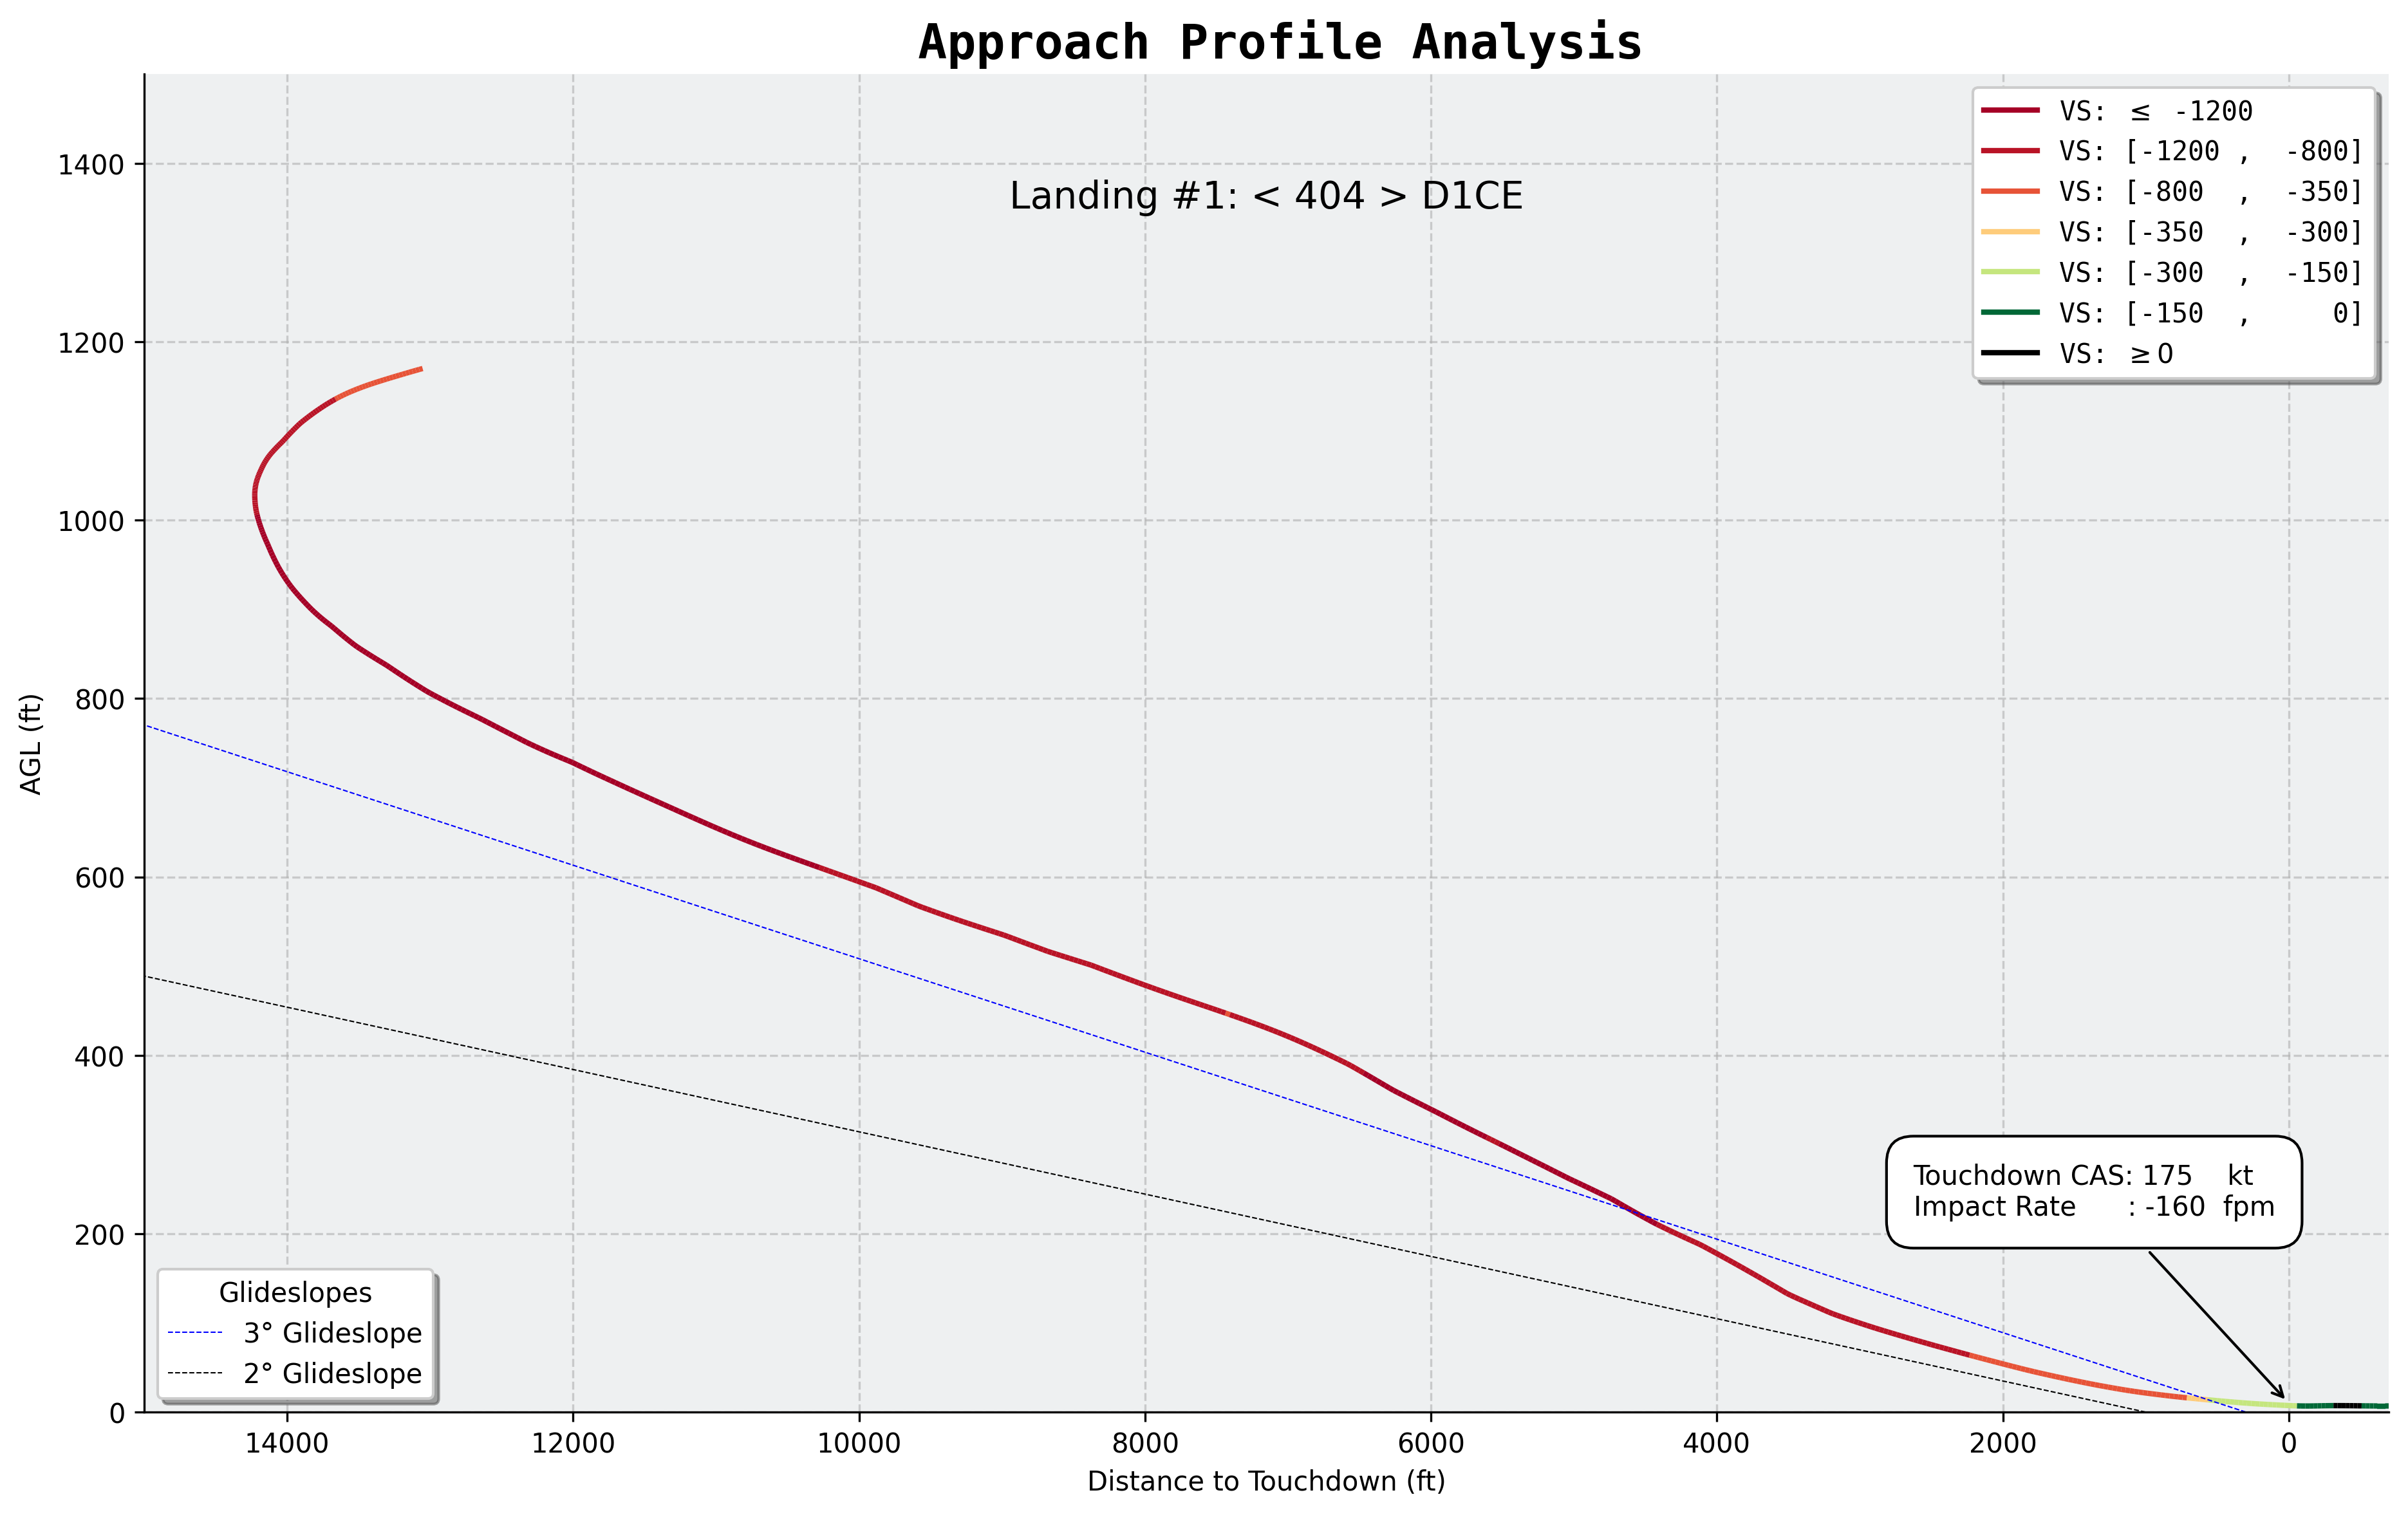 Approach Profile Analysis
Landing #1: < 404 > D1CE
VS: ≤ -1200
VS: [-1200 , -800]
VS: [-800 , -350]
VS: [-350 , -300]
VS: [-300 , -150]
VS: [-150 , 0]
VS: ≥0
1400
1200
1000
800
600
400
200
0
AGL (ft)
Touchdown CAS: 175 kt
Impact Rate : -160 fpm
Glideslopes
3° Glideslope
2° Glideslope
14000 12000 10000 8000 6000 4000 2000 0
Distance to Touchdown (ft)